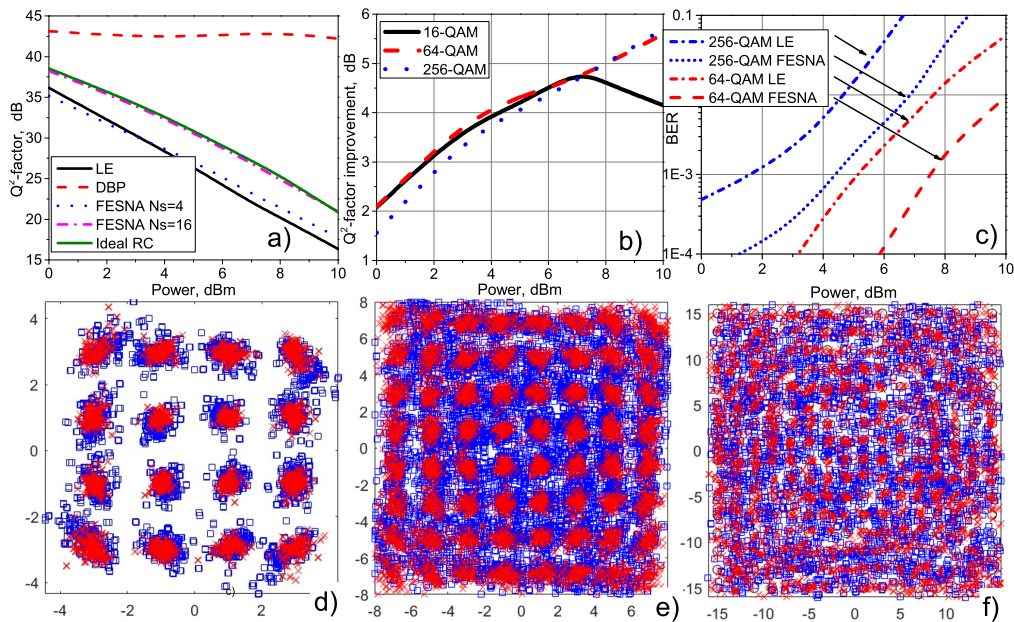 45
40
35
30
25
20
15
Q²-factor, dB
LE
DBP
FESNA Ns=4
FESNA Ns=16
Ideal RC
a)
0 2 4 6 8 10
Power, dBm
6
5
4
3
2
1
Q²-factor improvement, dB
16-QAM
64-QAM
256-QAM
b)
0 2 4 6 8 10
Power, dBm
0.1
1E-3
1E-4
BER
256-QAM LE
256-QAM FESNA
64-QAM LE
64-QAM FESNA
c)
0 2 4 6 8 10
Power, dBm
4
2
0
-2
-4
-4 -2 0 2
d)
8
6
4
2
0
-2
-4
-6
-8
-8 -6 -4 -2 0 2 4 6
e)
15
10
5
0
-5
-10
-15
-15 -10 -5 0 5 10
f)